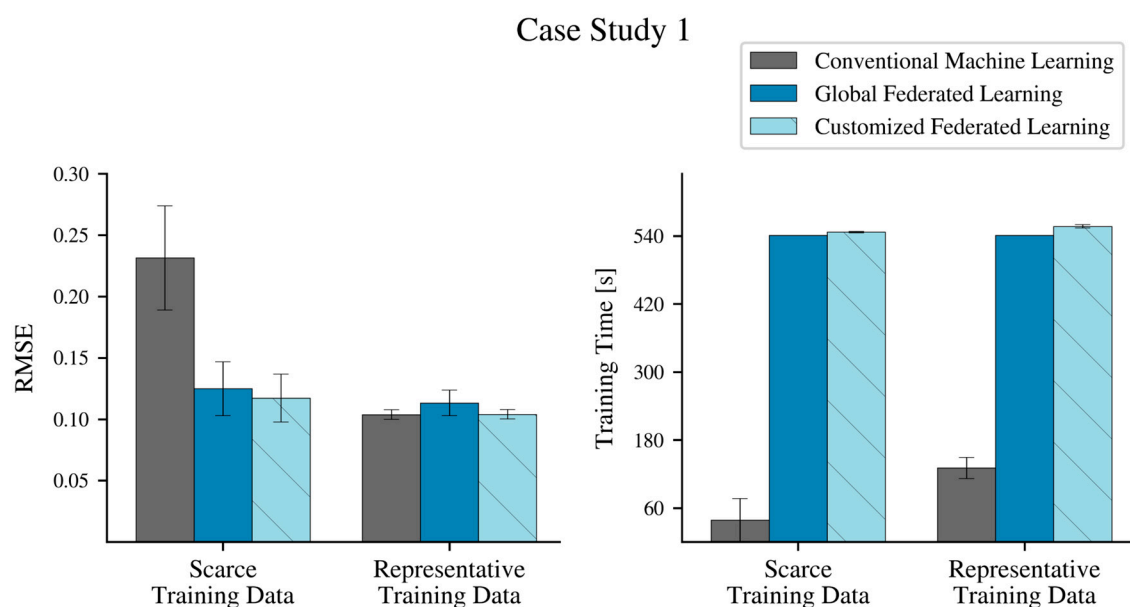 Case Study 1
Conventional Machine Learning
Global Federated Learning
Customized Federated Learning
RMSE
0.30
0.25
0.20
0.15
0.10
0.05
Scarce
Training Data
Representative
Training Data
Training Time [s]
540
420
300
180
60
Scarce
Training Data
Representative
Training Data